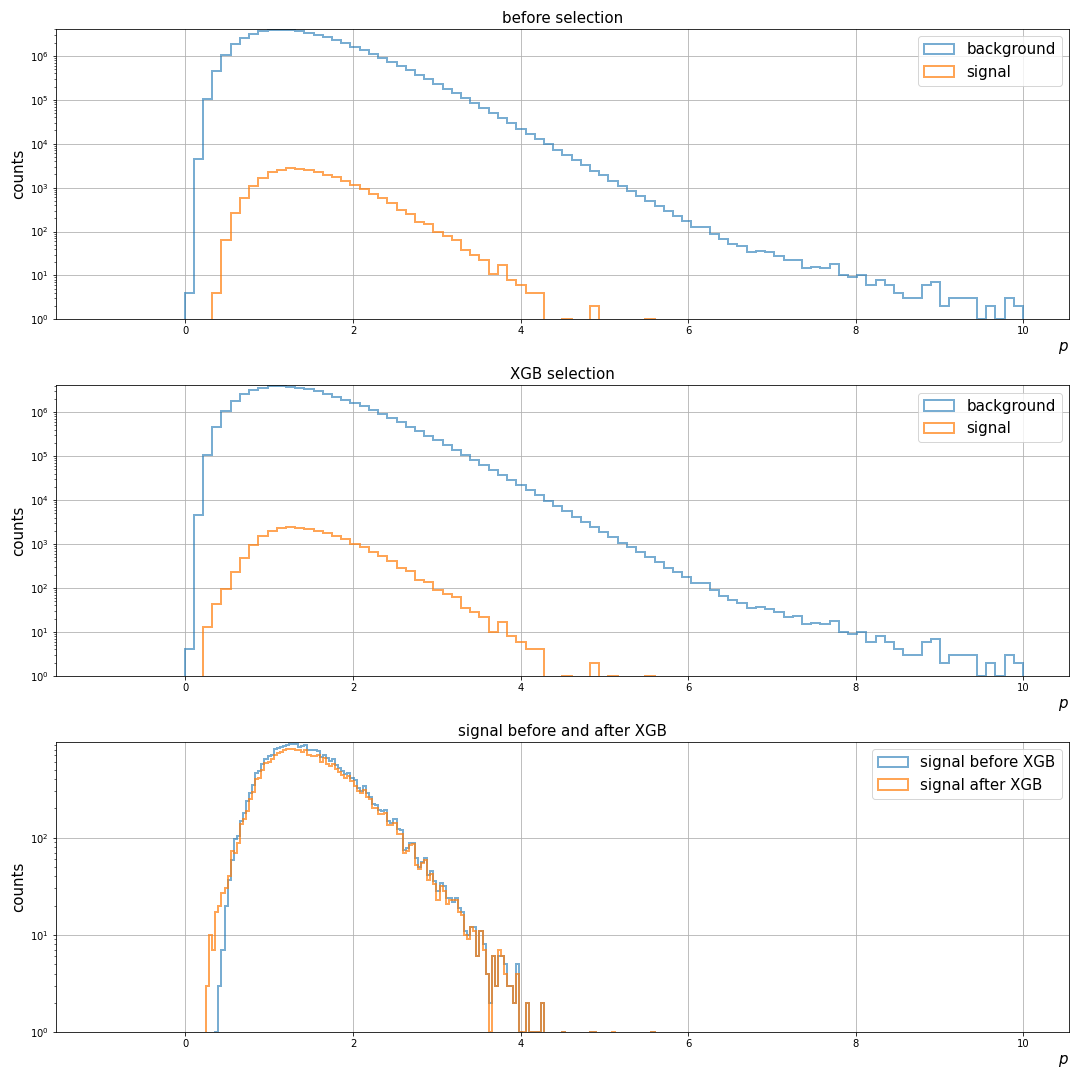 before selection
counts
10⁶
10⁵
10⁴
10³
10²
10¹
10⁰
background
signal
0 2 4 6 8 10
p
XGB selection
counts
10⁶
10⁵
10⁴
10³
10²
10¹
10⁰
background
signal
0 2 4 6 8 10
p
signal before and after XGB
counts
10²
10¹
10⁰
signal before XGB
signal after XGB
0 2 4 6 8 10
p